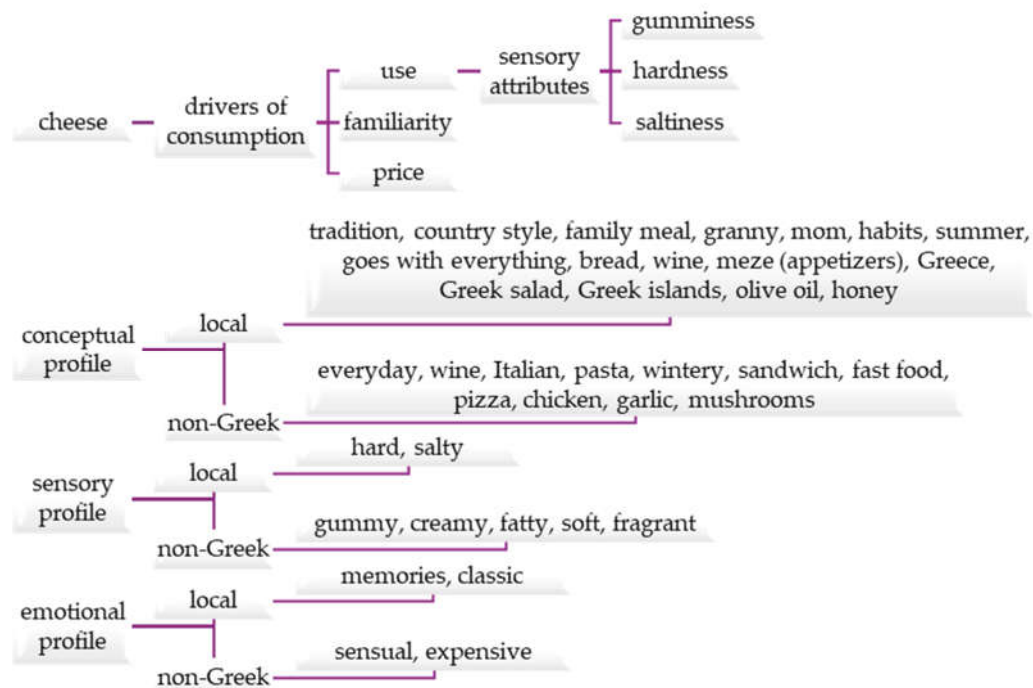 cheese
drivers of
consumption
use
familiarity
price
sensory
attributes
gumminess
hardness
saltiness
conceptual
profile
local
tradition, country style, family meal, granny, mom, habits, summer,
goes with everything, bread, wine, meze (appetizers), Greece,
Greek salad, Greek islands, olive oil, honey
non-Greek
everyday, wine, Italian, pasta, wintery, sandwich, fast food,
pizza, chicken, garlic, mushrooms
sensory
profile
local
hard, salty
non-Greek
gummy, creamy, fatty, soft, fragrant
emotional
profile
local
memories, classic
non-Greek
sensual, expensive